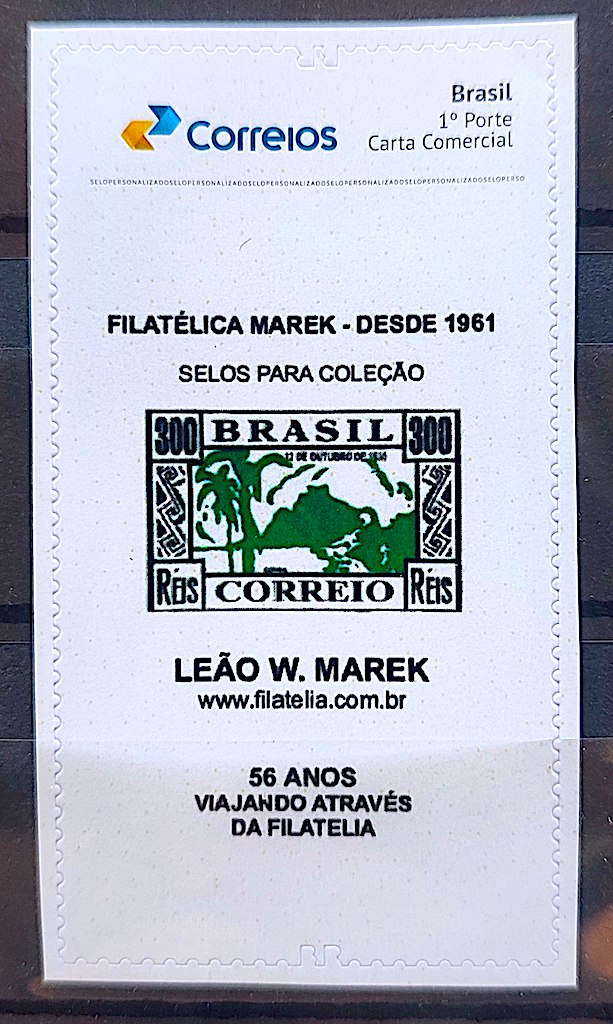 Correios
Brasil
1º Porte
Carta Comercial
SELOPERSONALIZADOSELOPERSONALIZADOSELOPERSONALIZADOSELOPERSONALIZADOSELOPERSO
FILATÉLICA MAREK - DESDE 1961
SELOS PARA COLEÇÃO
300 BRASIL 300
RÉIS CORREIO RÉIS
LEÃO W. MAREK
www.filatelia.com.br
56 ANOS
VIAJANDO ATRAVÉS
DA FILATELIA
BR